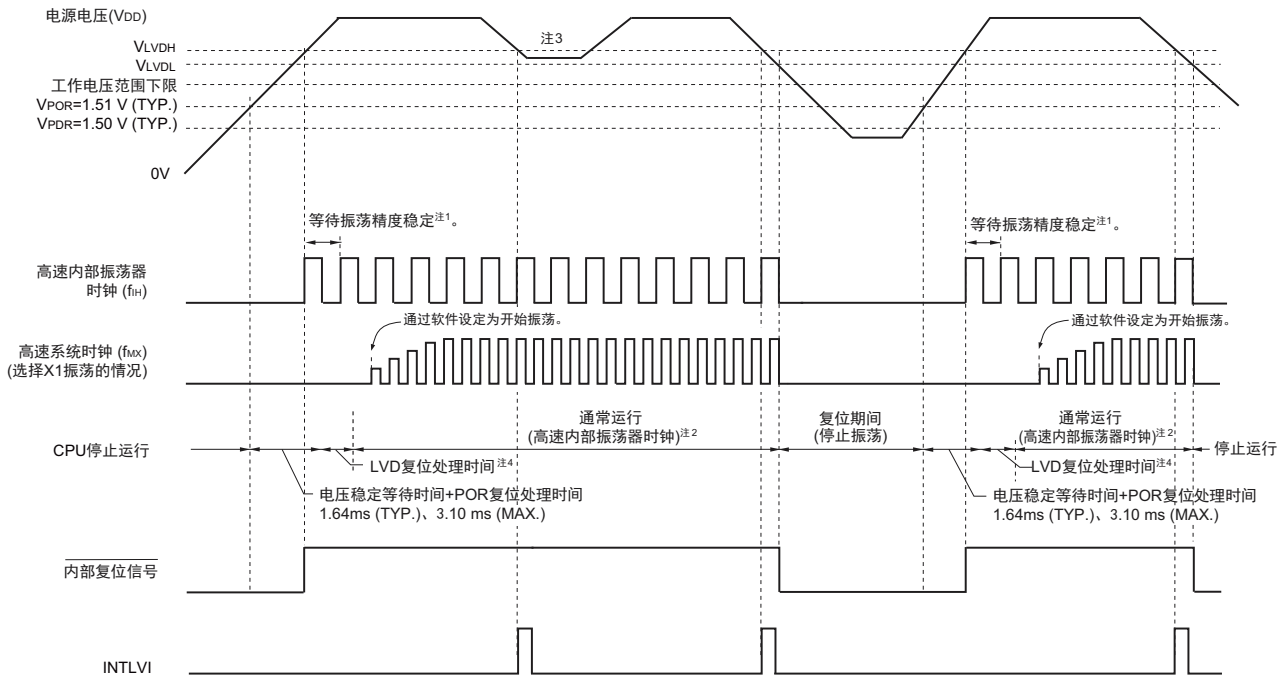 电源电压(VDD)
注3
VLVDH
VLVDL
工作电压范围下限
VPOR=1.51 V (TYP.)
VPDR=1.50 V (TYP.)
0V
等待振荡精度稳定注1。
等待振荡精度稳定注1。
高速内部振荡器
时钟 (fIH)
通过软件设定为开始振荡。
通过软件设定为开始振荡。
高速系统时钟 (fMX)
(选择X1振荡的情况)
通常运行
(高速内部振荡器时钟)注2
复位期间
(停止振荡)
通常运行
(高速内部振荡器时钟)注2
CPU停止运行
停止运行
LVD复位处理时间注4
LVD复位处理时间注4
电压稳定等待时间+POR复位处理时间
1.64ms (TYP.)、3.10 ms (MAX.)
电压稳定等待时间+POR复位处理时间
1.64ms (TYP.)、3.10 ms (MAX.)
内部复位信号
INTLVI